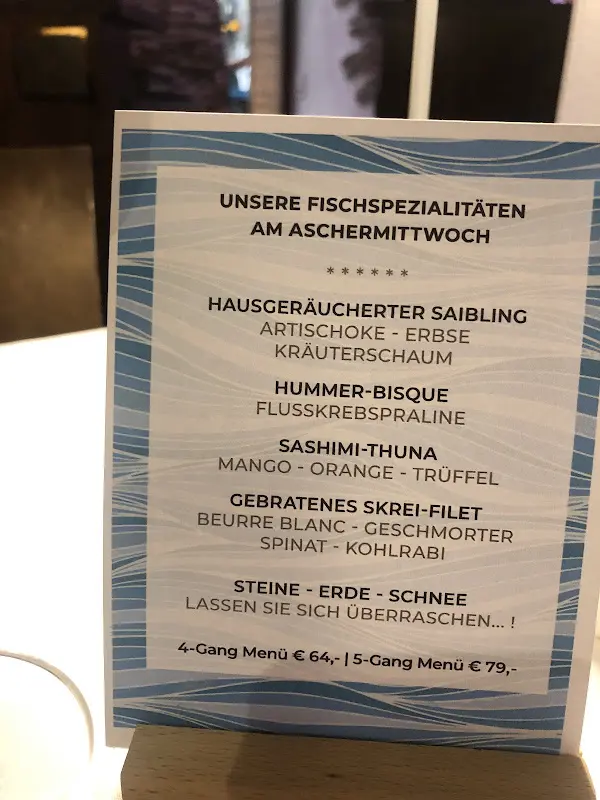 UNSERE FISCHSPEZIALITÄTEN
AM ASCHERMITTWOCH
******
HAUSGERÄUCHERTER SAIBLING
ARTISCHOKE - ERBSE
KRÄUTERSCHAUM
HUMMER-BISQUE
FLUSSKREBSPRALINE
SASHIMI-THUNA
MANGO - ORANGE - TRÜFFEL
GEBRATENES SKREI-FILET
BEURRE BLANC - GESCHMORTER
SPINAT - KOHLRABI
STEINE - ERDE - SCHNEE
LASSEN SIE SICH ÜBERRASCHEN... !
4-Gang Menü € 64,- | 5-Gang Menü € 79,-